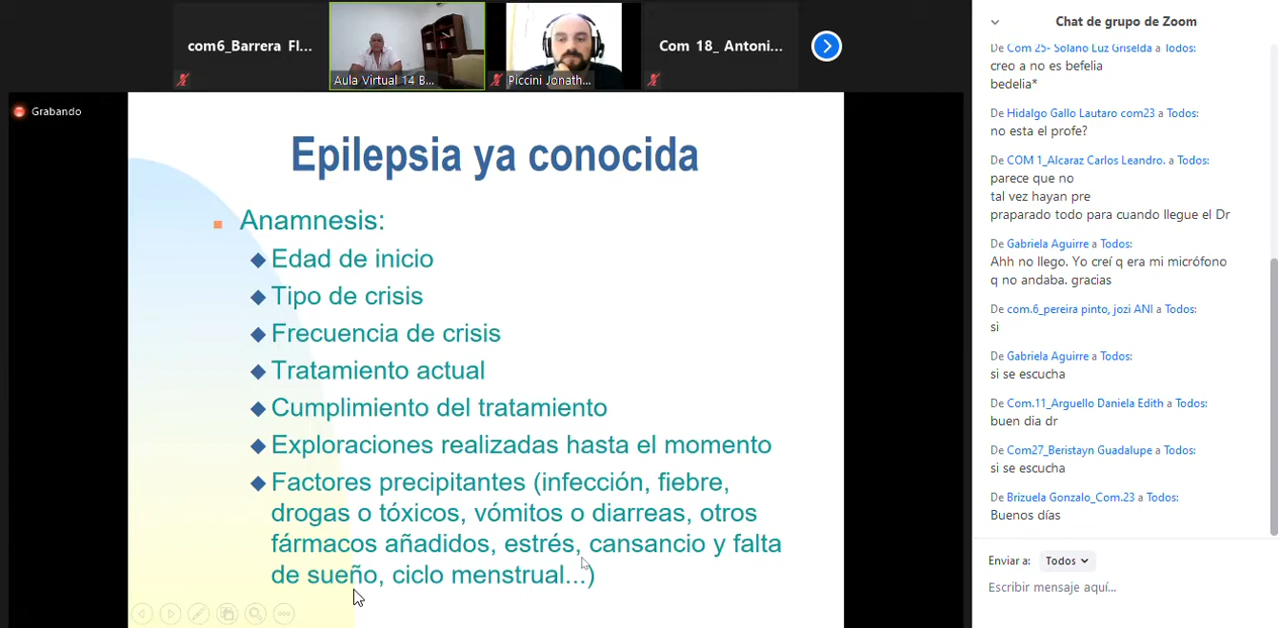 com6_Barrera Fl...
Aula Virtual 14 B...
Piccini Jonath...
Com 18_ Antoni...
Grabando
Epilepsia ya conocida
Anamnesis:
Edad de inicio
Tipo de crisis
Frecuencia de crisis
Tratamiento actual
Cumplimiento del tratamiento
Exploraciones realizadas hasta el momento
Factores precipitantes (infección, fiebre,
drogas o tóxicos, vómitos o diarreas, otros
fármacos añadidos, estrés, cansancio y falta
de sueño, ciclo menstrual...)
Chat de grupo de Zoom
De Com 25- Solano Luz Griselda a Todos:
creo a no es befelia
bedelia*
De Hidalgo Gallo Lautaro com23 a Todos:
no esta el profe?
De COM 1_Alcaraz Carlos Leandro. a Todos:
parece que no
tal vez hayan pre
praparado todo para cuando llegue el Dr
De Gabriela Aguirre a Todos:
Ahh no llego. Yo creí q era mi micrófono
q no andaba. gracias
De com.6_pereira pinto, jozi ANI a Todos:
si
De Gabriela Aguirre a Todos:
si se escucha
De Com.11_Arguello Daniela Edith a Todos:
buen dia dr
De Com27_Beristayn Guadalupe a Todos:
si se escucha
De Brizuela Gonzalo_Com.23 a Todos:
Buenos días
Enviar a: Todos
Escribir mensaje aquí...